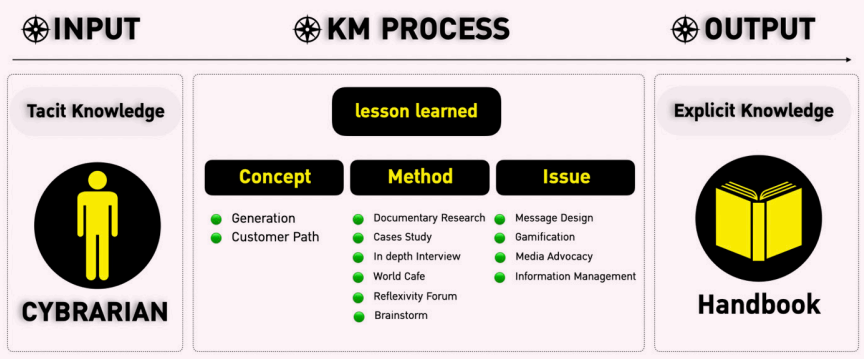 INPUT
KM PROCESS
OUTPUT
Tacit Knowledge
CYBRARIAN
lesson learned
Concept
Generation
Customer Path
Method
Documentary Research
Cases Study
In depth Interview
World Cafe
Reflexivity Forum
Brainstorm
Issue
Message Design
Gamification
Media Advocacy
Information Management
Explicit Knowledge
Handbook